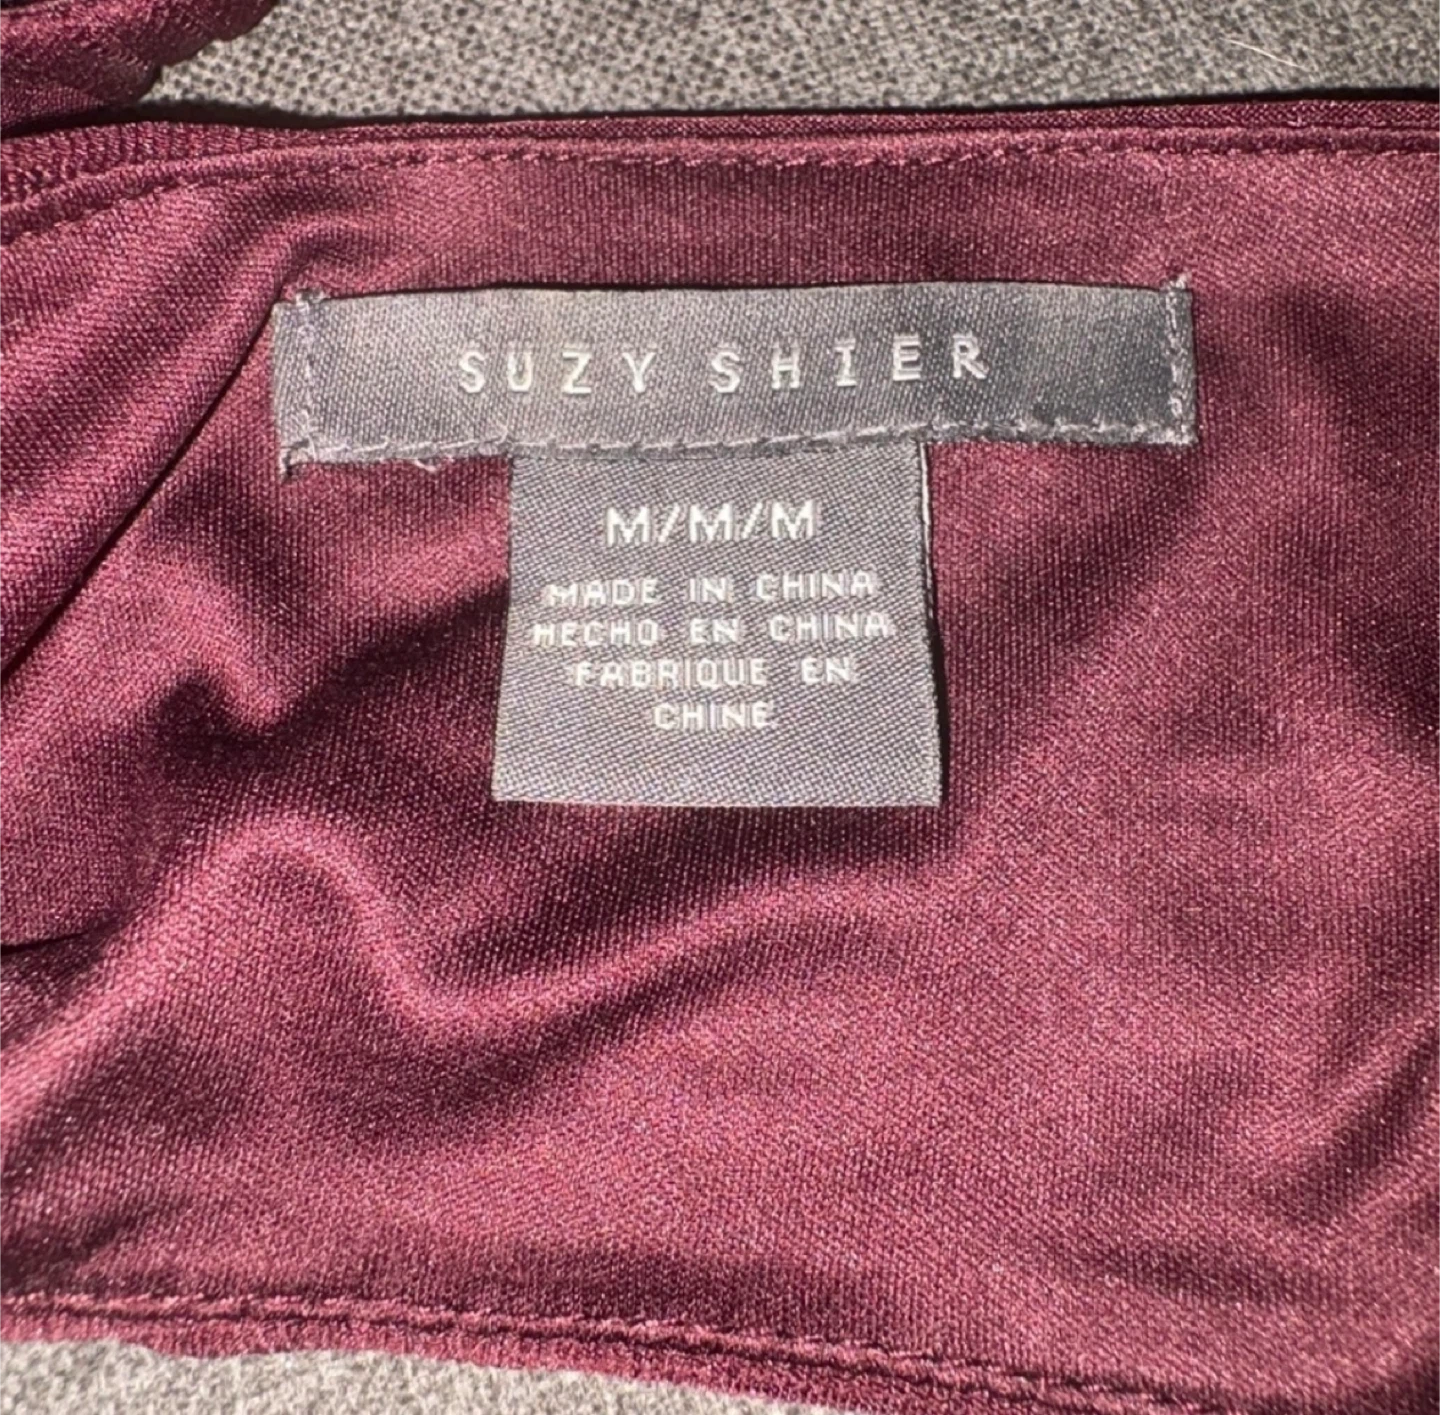 SUZY SHIER
M/M/M
MADE IN CHINA
HECHO EN CHINA
FABRIQUE EN
CHINE